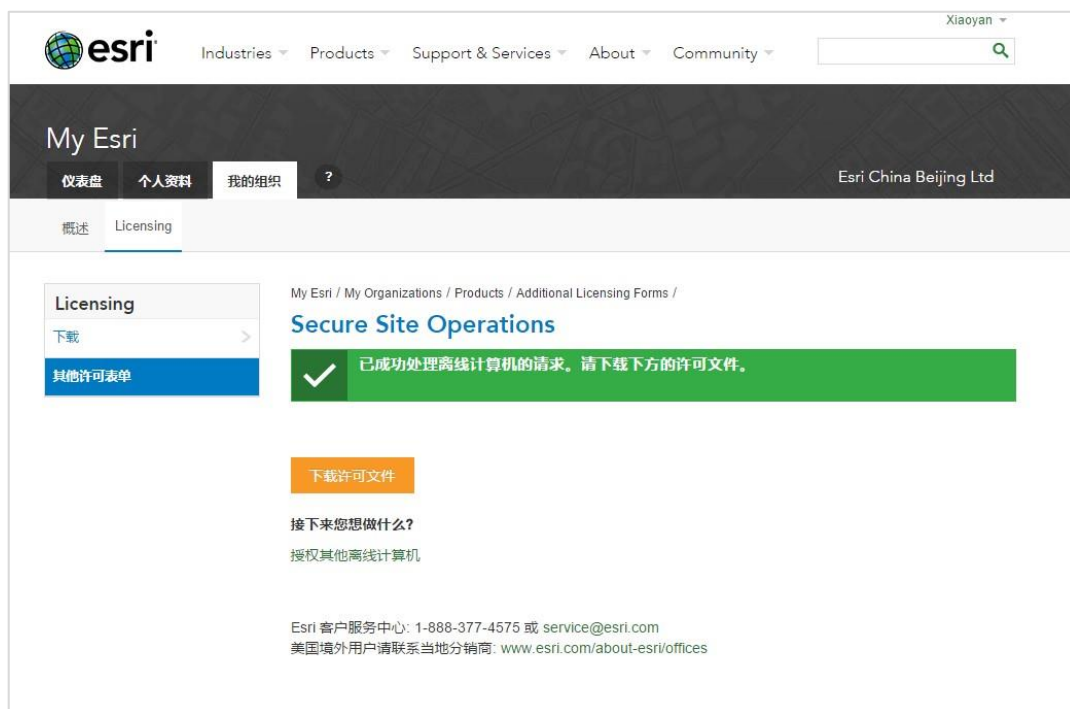 Xiaoyan
esri
Industries Products Support & Services About Community
My Esri
仪表盘 个人资料 我的组织 ?
Esri China Beijing Ltd
概述 Licensing
Licensing
下载
其他许可表单
My Esri / My Organizations / Products / Additional Licensing Forms /
Secure Site Operations
已成功处理离线计算机的请求。请下载下方的许可文件。
下载许可文件
接下来您想做什么?
授权其他离线计算机
Esri 客户服务中心: 1-888-377-4575 或 service@esri.com
美国境外用户请联系当地分销商: www.esri.com/about-esri/offices